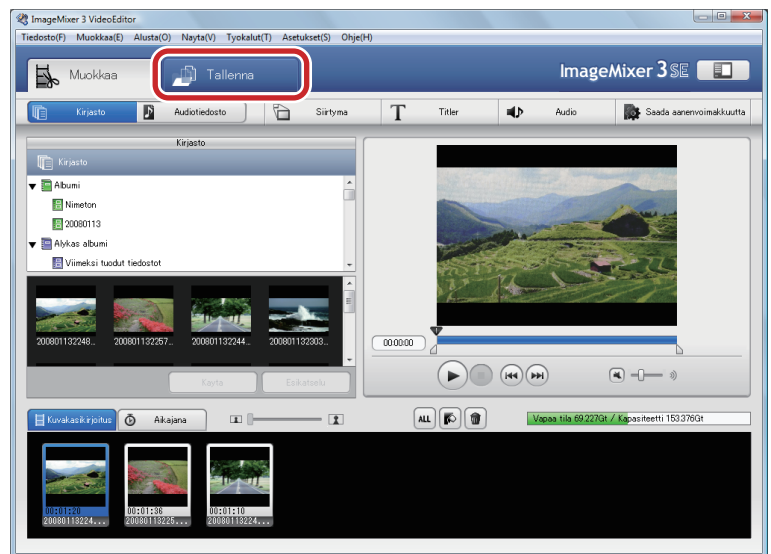 ImageMixer 3 VideoEditor
Tiedosto(F) Muokkaa(E) Alusta(O) Nayta(V) Tyokalut(T) Asetukset(S) Ohje(H)
Muokkaa Tallenna ImageMixer 3 SE
Kirjasto Audiotiedosto Siirtyma T Titler Audio Saada aanenvoimakkuutta
Kirjasto
Kirjasto
Albumi
Nimeton
20080113
Alykas albumi
Viimeksi tuodut tiedostot
200801132248... 200801132257... 200801132244... 200801132303...
00:00:00
Kayta Esikatselu
Kuvakasikirjoitus Aikajana ALL Vapaa tila 69.227Gt / Kapasiteetti 153.376Gt
00:01:20 00:01:36 00:01:10
20080113224... 20080113225... 20080113224...